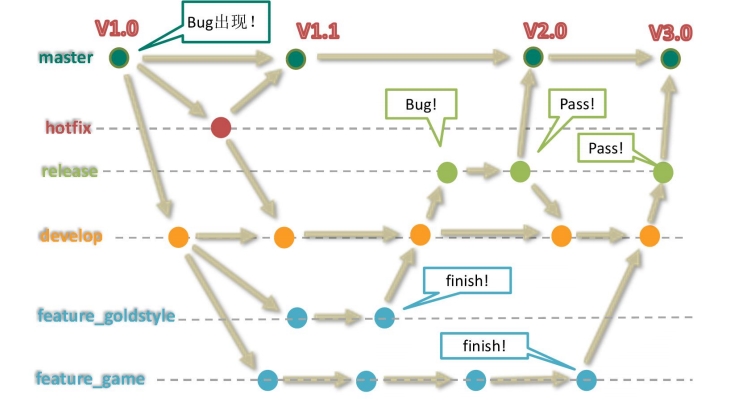 V1.0
Bug出现！
V1.1
V2.0
V3.0
master
Bug!
Pass!
hotfix
Pass!
release
develop
finish!
feature_goldstyle
finish!
feature_game